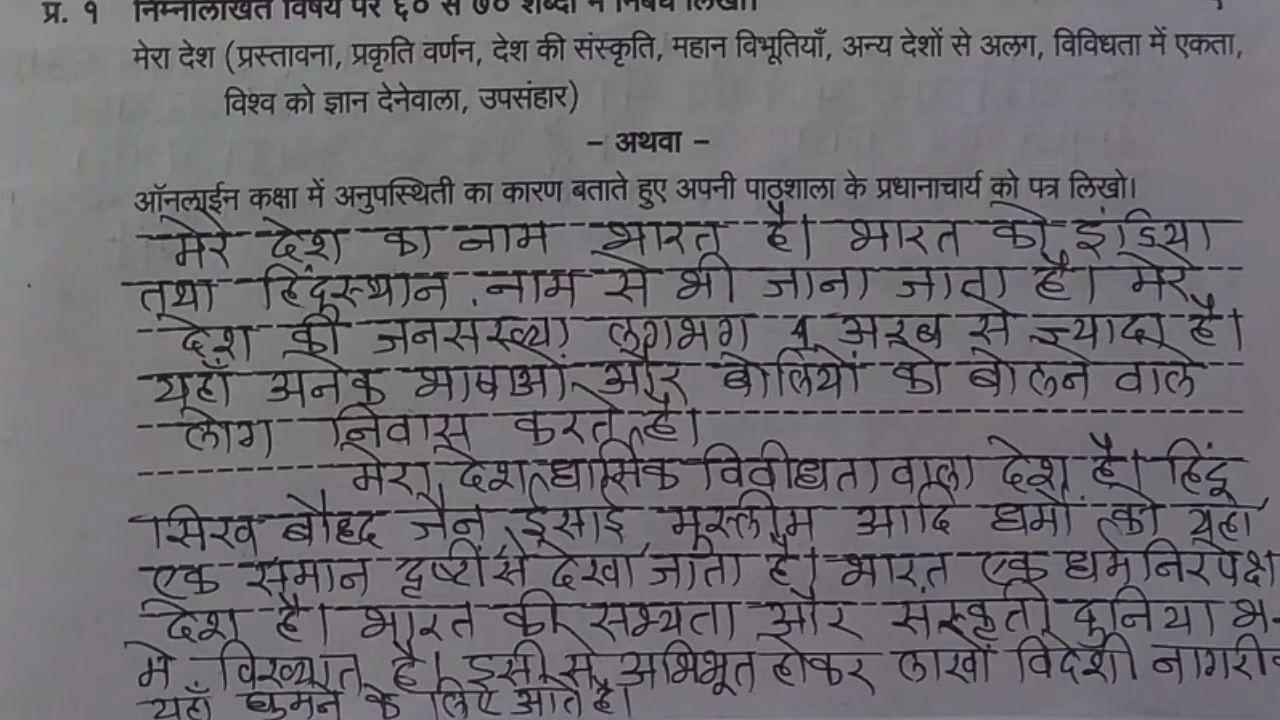 प्र. १ निम्नलिखित विषय पर ६० से ७० शब्दों में निबंध लिखो।
मेरा देश (प्रस्तावना, प्रकृति वर्णन, देश की संस्कृति, महान विभूतियाँ, अन्य देशों से अलग, विविधता में एकता,
विश्व को ज्ञान देनेवाला, उपसंहार)
– अथवा –
ऑनलाईन कक्षा में अनुपस्थिती का कारण बताते हुए अपनी पाठशाला के प्रधानाचार्य को पत्र लिखो।
मेरे देश का नाम भारत है। भारत को इंडिया
तथा हिंदुस्थान नाम से भी जाना जाता है। मेरे
देश की जनसंख्या लगभग 1 अरब से ज्यादा है।
यहाँ अनेक भाषाओं और बोलियों को बोलने वाले
लोग निवास करते है।
मेरा देश धार्मिक विवीधता वाला देश है। हिंदू
सिख बौद्ध जैन ईसाई मुस्लीम आदि धर्मो को यहा
एक समान दृष्टी से देखा जाता है। भारत एक धर्मनिरपेक्ष
देश है। भारत की सभ्यता और संस्कृती दुनिया
मे विख्यात है। इसी से अभिभूत होकर लाखों विदेशी
यहाँ घुमने के लिए आते है।